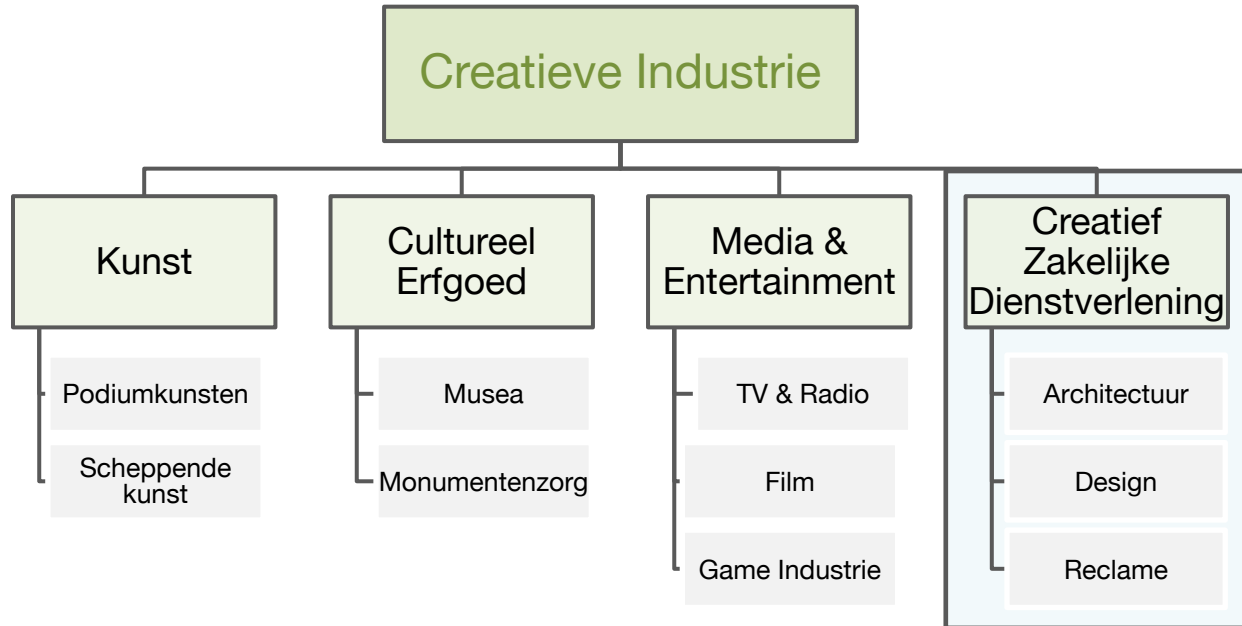 Creatieve Industrie
Kunst
Cultureel
Erfgoed
Media &
Entertainment
Creatief
Zakelijke
Dienstverlening
Podiumkunsten
Scheppende
kunst
Musea
Monumentenzorg
TV & Radio
Film
Game Industrie
Architectuur
Design
Reclame